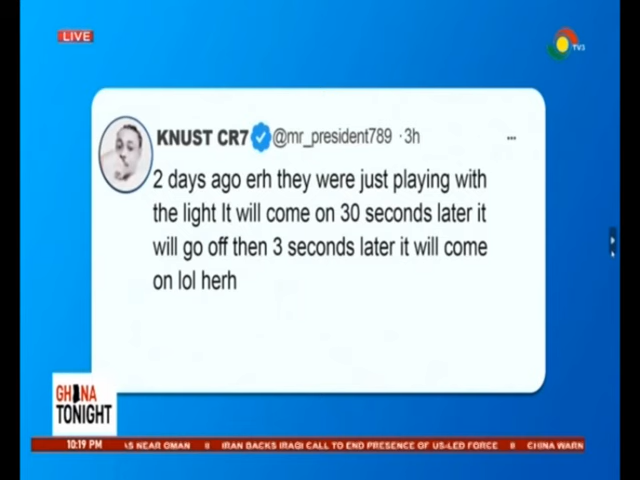 LIVE
TV3
KNUST CR7 @mr_president789 · 3h
2 days ago erh they were just playing with
the light It will come on 30 seconds later it
will go off then 3 seconds later it will come
on lol herh
GHANA
TONIGHT
10:19 PM AS NEAR OMAN IRAN BACKS IRAQI CALL TO END PRESENCE OF US-LED FORCE CHINA WARN